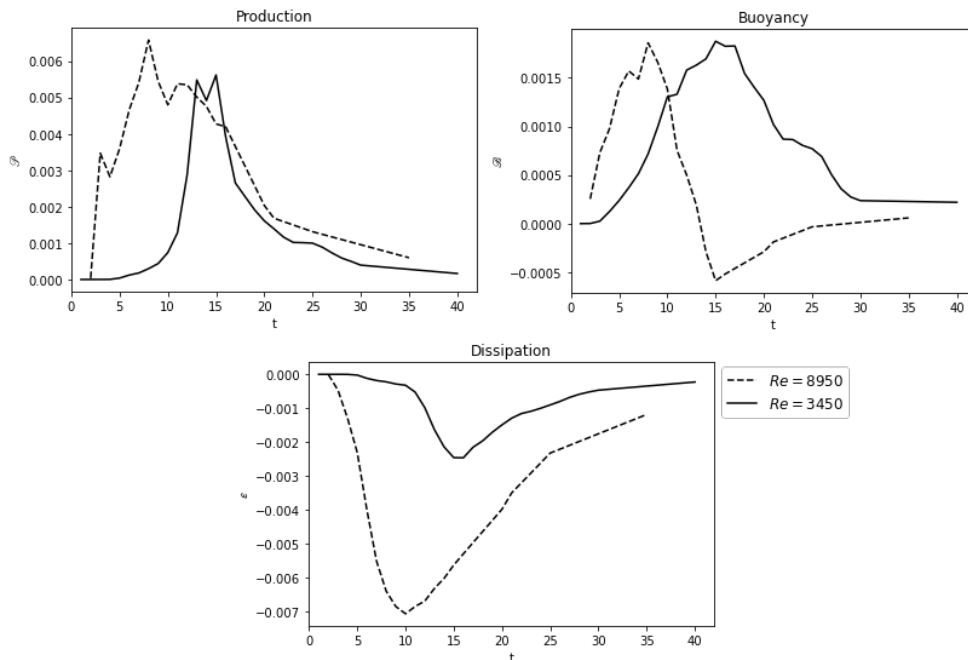 Production
0.006
0.005
0.004
0.003
0.002
0.001
0.000
𝒫
0 5 10 15 20 25 30 35 40
t
Buoyancy
0.0015
0.0010
0.0005
0.0000
−0.0005
ℬ
0 5 10 15 20 25 30 35 40
t
Dissipation
0.000
−0.001
−0.002
−0.003
−0.004
−0.005
−0.006
−0.007
ε
0 5 10 15 20 25 30 35 40
t
Re = 8950
Re = 3450